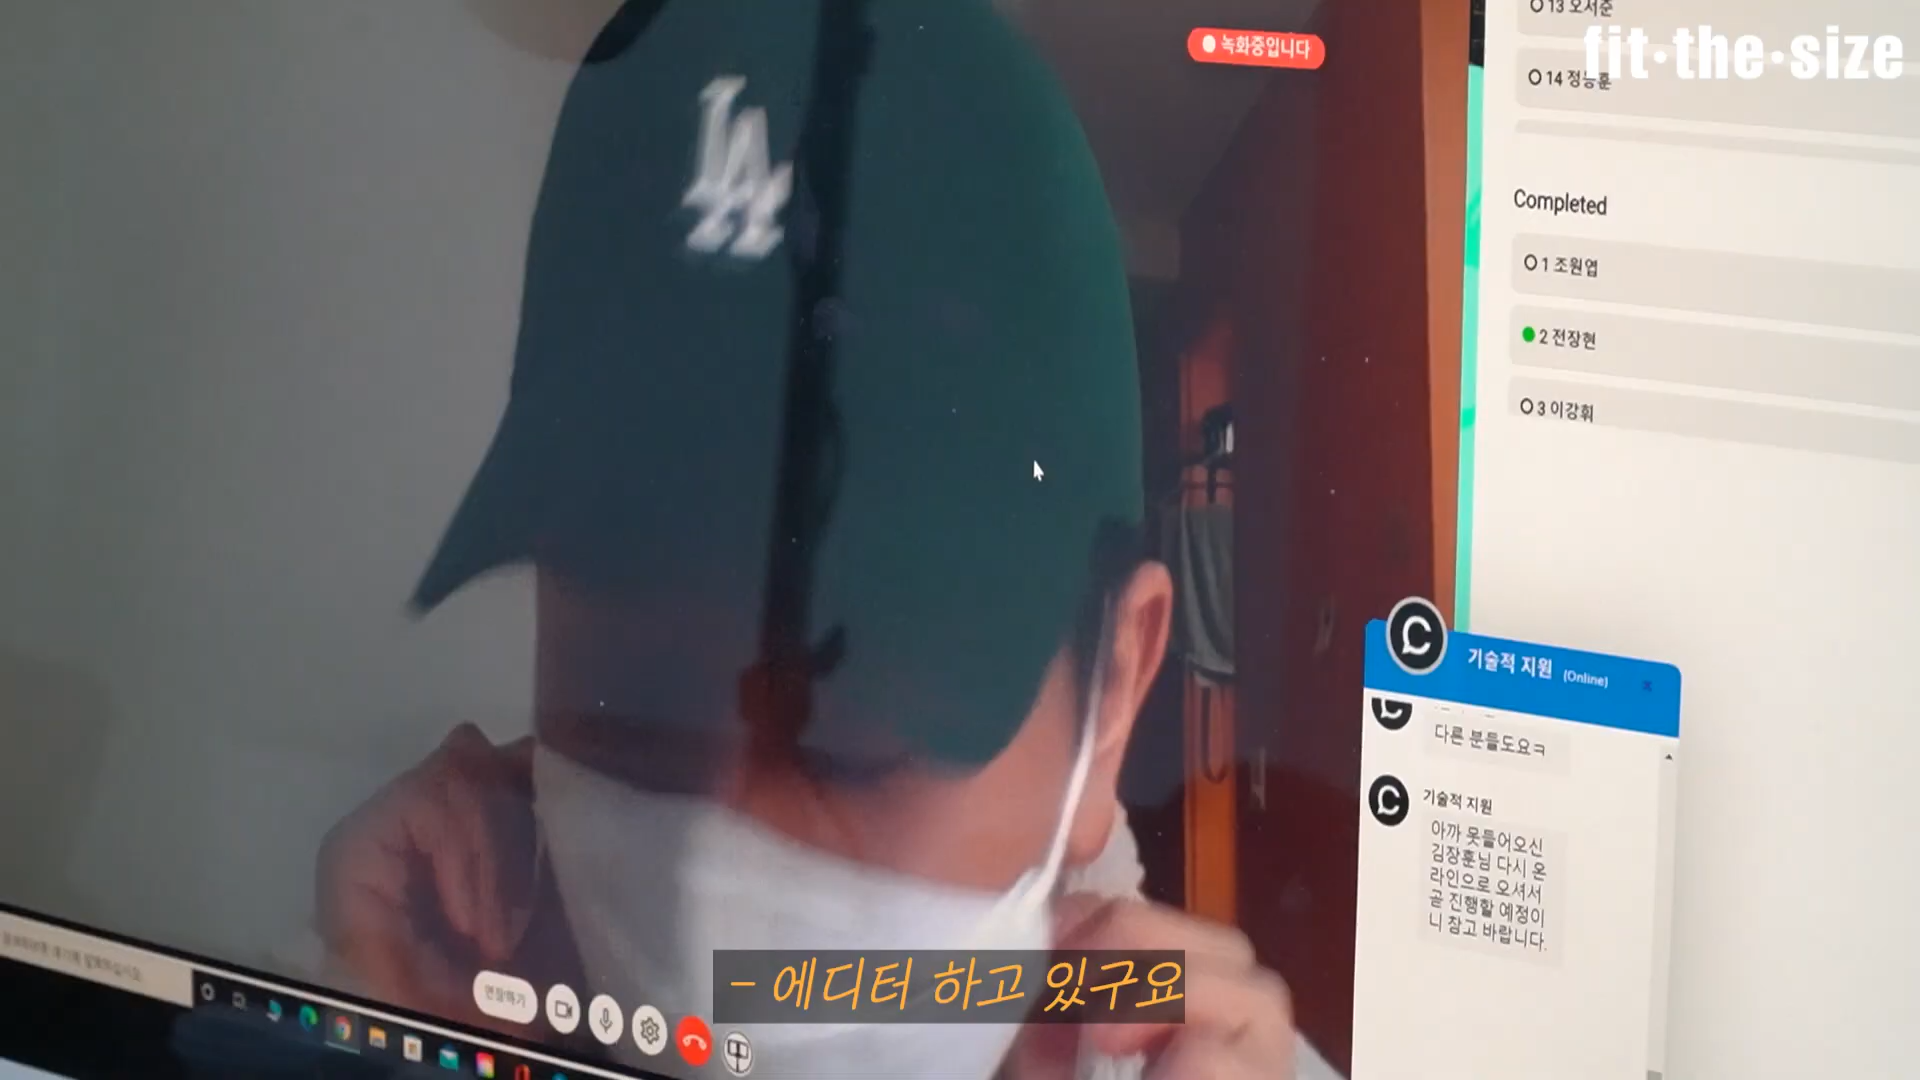 LA
녹화중입니다
fit·the·size
13 오서준
14 정능훈
Completed
1 조원엽
2 전장현
3 이강휘
기술적 지원 (Online)
다른 분들도요ㅋ
기술적 지원
아까 못들어오신
김장훈님 다시 온
라인으로 오셔서
곧 진행할 예정이
니 참고 바랍니다.
연장하기
- 에디터 하고 있구요